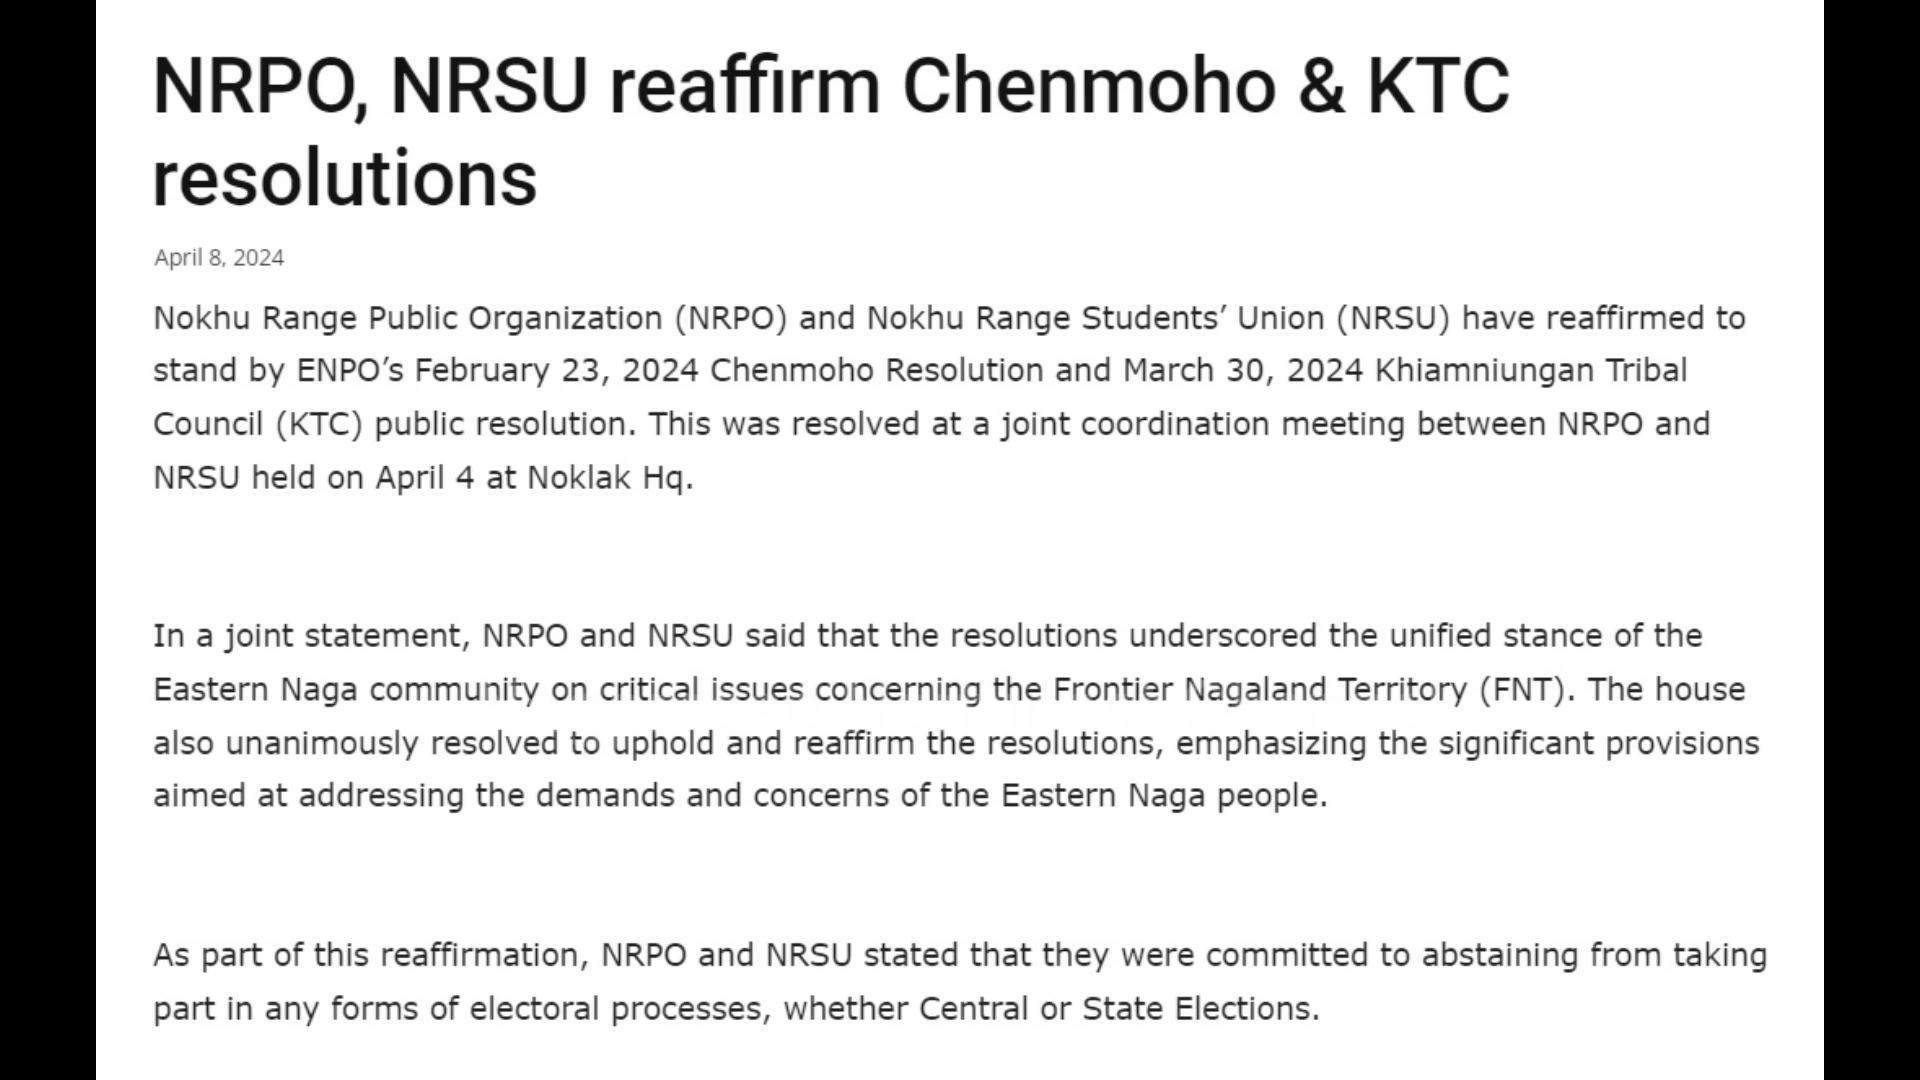 NRPO, NRSU reaffirm Chenmoho & KTC
resolutions
April 8, 2024
Nokhu Range Public Organization (NRPO) and Nokhu Range Students’ Union (NRSU) have reaffirmed to
stand by ENPO’s February 23, 2024 Chenmoho Resolution and March 30, 2024 Khiamniungan Tribal
Council (KTC) public resolution. This was resolved at a joint coordination meeting between NRPO and
NRSU held on April 4 at Noklak Hq.
In a joint statement, NRPO and NRSU said that the resolutions underscored the unified stance of the
Eastern Naga community on critical issues concerning the Frontier Nagaland Territory (FNT). The house
also unanimously resolved to uphold and reaffirm the resolutions, emphasizing the significant provisions
aimed at addressing the demands and concerns of the Eastern Naga people.
As part of this reaffirmation, NRPO and NRSU stated that they were committed to abstaining from taking
part in any forms of electoral processes, whether Central or State Elections.